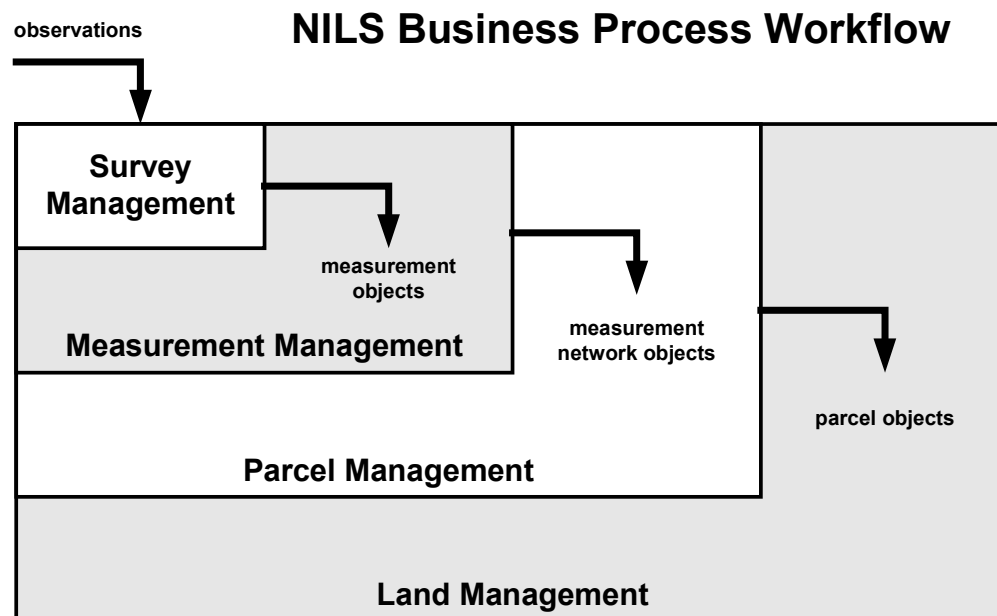 NILS Business Process Workflow
observations
Survey
Management
measurement
objects
Measurement Management
measurement
network objects
parcel objects
Parcel Management
Land Management